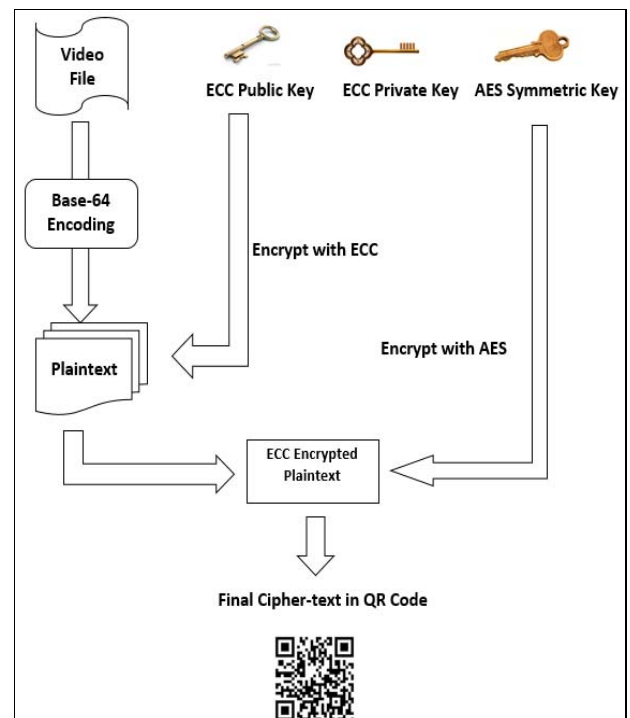 Video
File
ECC Public Key
ECC Private Key
AES Symmetric Key
Base-64
Encoding
Encrypt with ECC
Plaintext
Encrypt with AES
ECC Encrypted
Plaintext
Final Cipher-text in QR Code